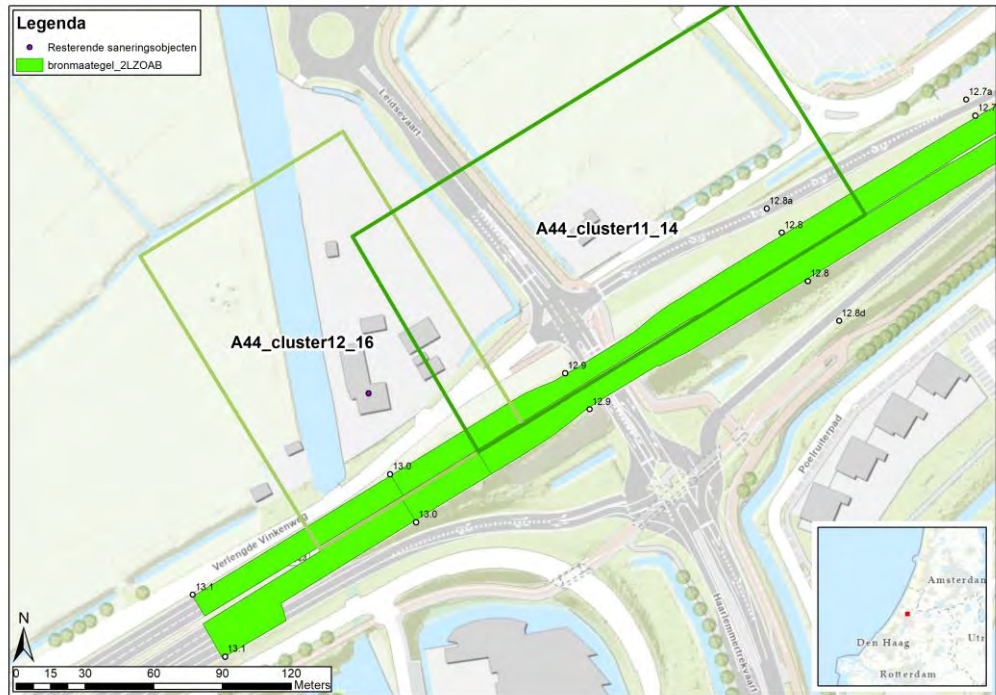 Legenda
Resterende saneringsobjecten
bronmaategel_2LZOAB
Leidsevaart
12.7a
12.7
12.8a
A44_cluster11_14
12.8
12.8
12.8d
A44_cluster12_16
12.9
12.9
Poelruiterpad
13.0
13.0
Verlengde Vinkenweg
13.1
13.1
Haarlemmertrekvaart
N
0 15 30 60 90 120
Meters
Amsterdam
Utr
Den Haag
Rotterdam